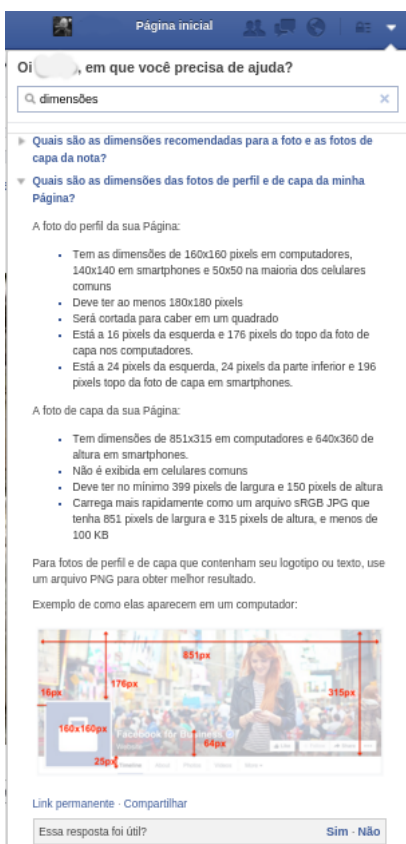 Página inicial
Oi , em que você precisa de ajuda?
dimensões
Quais são as dimensões recomendadas para a foto e as fotos de
capa da nota?
Quais são as dimensões das fotos de perfil e de capa da minha
Página?
A foto do perfil da sua Página:
• Tem as dimensões de 160x160 pixels em computadores,
140x140 em smartphones e 50x50 na maioria dos celulares
comuns
• Deve ter ao menos 180x180 pixels
• Será cortada para caber em um quadrado
• Está a 16 pixels da esquerda e 176 pixels do topo da foto de
capa nos computadores.
• Está a 24 pixels da esquerda, 24 pixels da parte inferior e 196
pixels topo da foto de capa em smartphones.
A foto de capa da sua Página:
• Tem dimensões de 851x315 em computadores e 640x360 de
altura em smartphones.
• Não é exibida em celulares comuns
• Deve ter no mínimo 399 pixels de largura e 150 pixels de altura
• Carrega mais rapidamente como um arquivo sRGB JPG que
tenha 851 pixels de largura e 315 pixels de altura, e menos de
100 KB
Para fotos de perfil e de capa que contenham seu logotipo ou texto, use
um arquivo PNG para obter melhor resultado.
Exemplo de como elas aparecem em um computador:
851px
176px
16px
315px
160x160px
Facebook for Business
Website
64px
25px
Like
Share
Timeline About Photos Videos More
Link permanente · Compartilhar
Essa resposta foi útil? Sim · Não